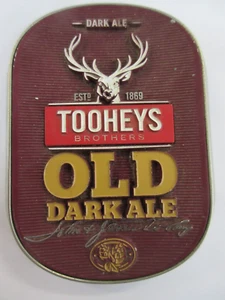 DARK ALE
ESTD 1869
TOOHEYS
BROTHERS
OLD
DARK ALE